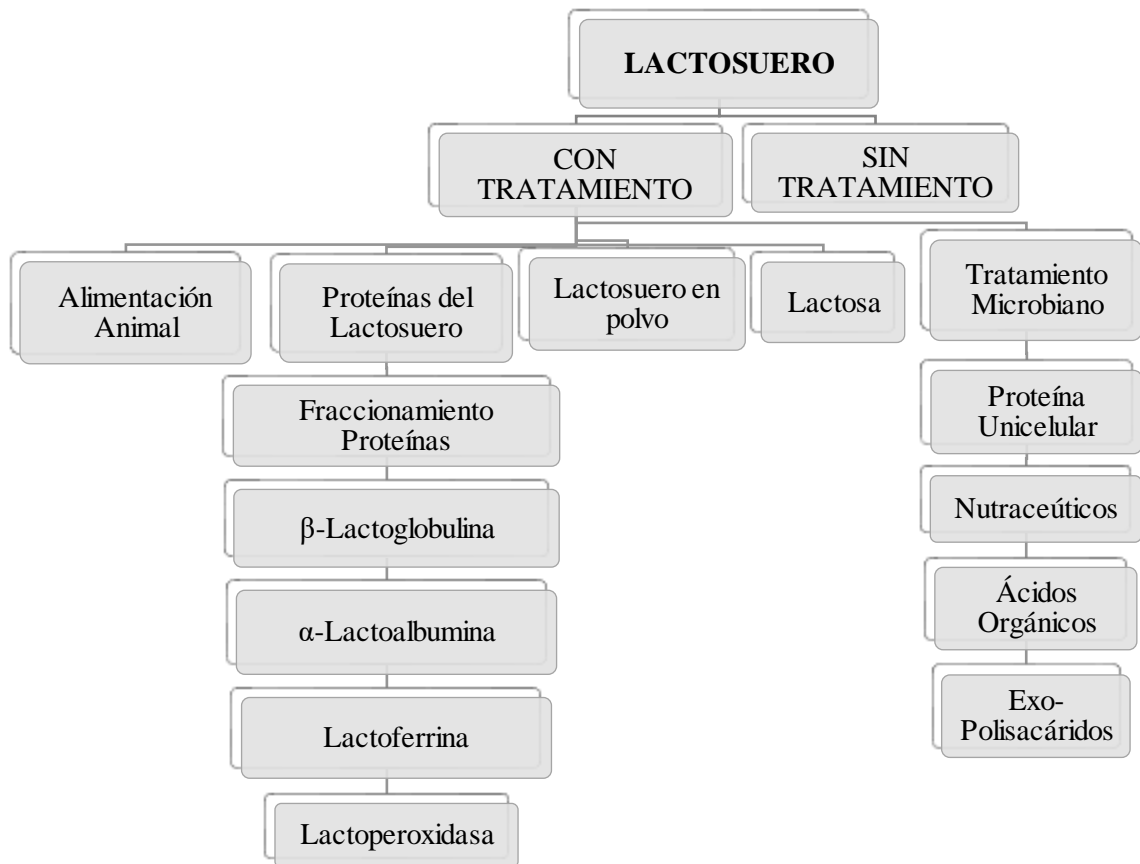 LACTOSUERO
CON
TRATAMIENTO
SIN
TRATAMIENTO
Alimentación
Animal
Proteínas del
Lactosuero
Lactosuero en
polvo
Lactosa
Tratamiento
Microbiano
Fraccionamiento
Proteínas
β-Lactoglobulina
α-Lactoalbumina
Lactoferrina
Lactoperoxidasa
Proteína
Unicelular
Nutraceúticos
Ácidos
Orgánicos
Exo-
Polisacáridos